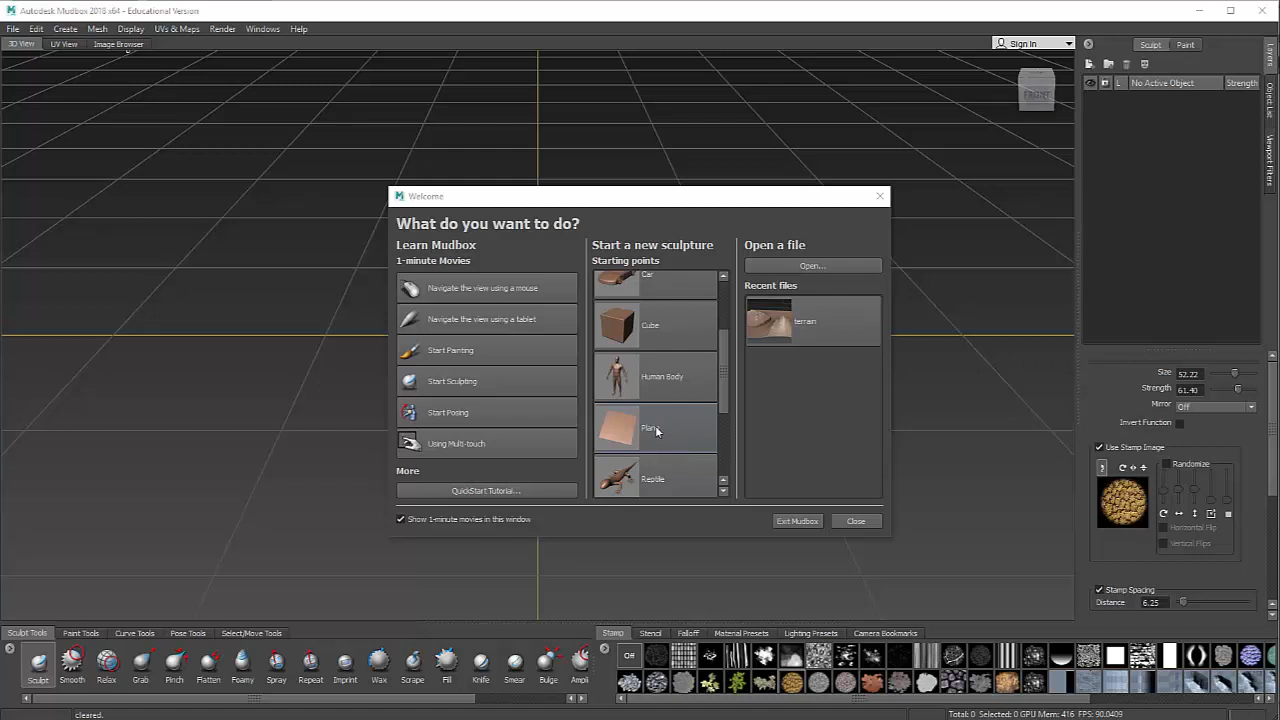 Autodesk Mudbox 2018 x64 - Educational Version
File Edit Create Mesh Display UVs & Maps Render Windows Help
3D View UV View Image Browser
Sign In
Sculpt Paint
FRONT
L No Active Object Strength
Layers
Object List
Viewport Filters
Welcome
What do you want to do?
Learn Mudbox
1-minute Movies
Navigate the view using a mouse
Navigate the view using a tablet
Start Painting
Start Sculpting
Start Posing
Using Multi-touch
More
QuickStart Tutorial...
Show 1-minute movies in this window
Start a new sculpture
Starting points
Car
Cube
Human Body
Plane
Reptile
Open a file
Open...
Recent files
terrain
Exit Mudbox Close
Size 52.22
Strength 61.40
Mirror Off
Invert Function
Use Stamp Image
Randomize
Horizontal Flip
Vertical Flips
Stamp Spacing
Distance 6.25
Sculpt Tools Paint Tools Curve Tools Pose Tools Select/Move Tools
Stamp Stencil Falloff Material Presets Lighting Presets Camera Bookmarks
Off
Sculpt Smooth Relax Grab Pinch Flatten Foamy Spray Repeat Imprint Wax Scrape Fill Knife Smear Bulge Ampli
cleared.
Total: 0 Selected: 0 GPU Mem: 416 FPS: 90.0409